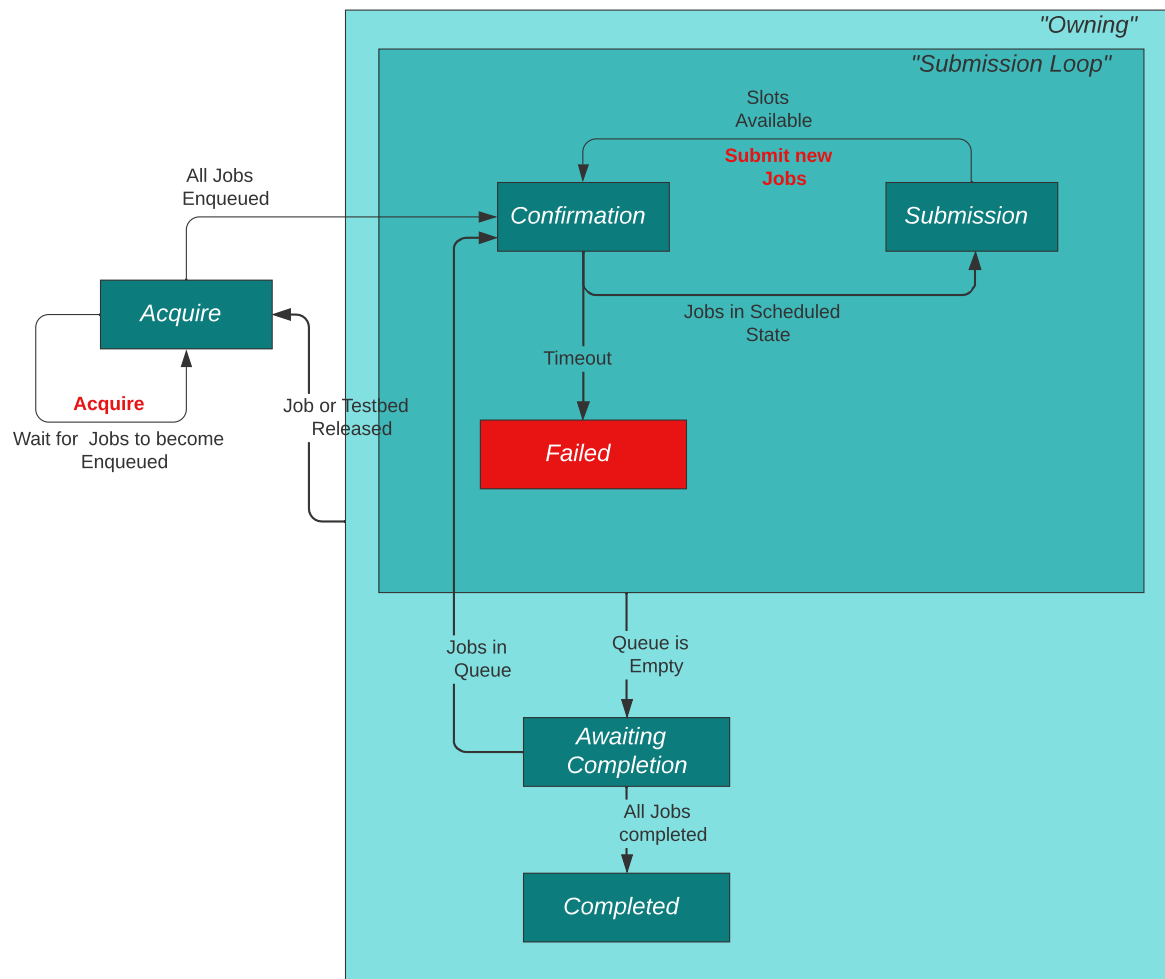 "Owning"
"Submission Loop"
Slots
Available
Submit new
Jobs
All Jobs
Enqueued
Confirmation
Submission
Acquire
Jobs in Scheduled
State
Timeout
Acquire
Job or Testbed
Released
Wait for  Jobs to become
Enqueued
Failed
Jobs in
Queue
Queue is
Empty
Awaiting
Completion
All Jobs
completed
Completed